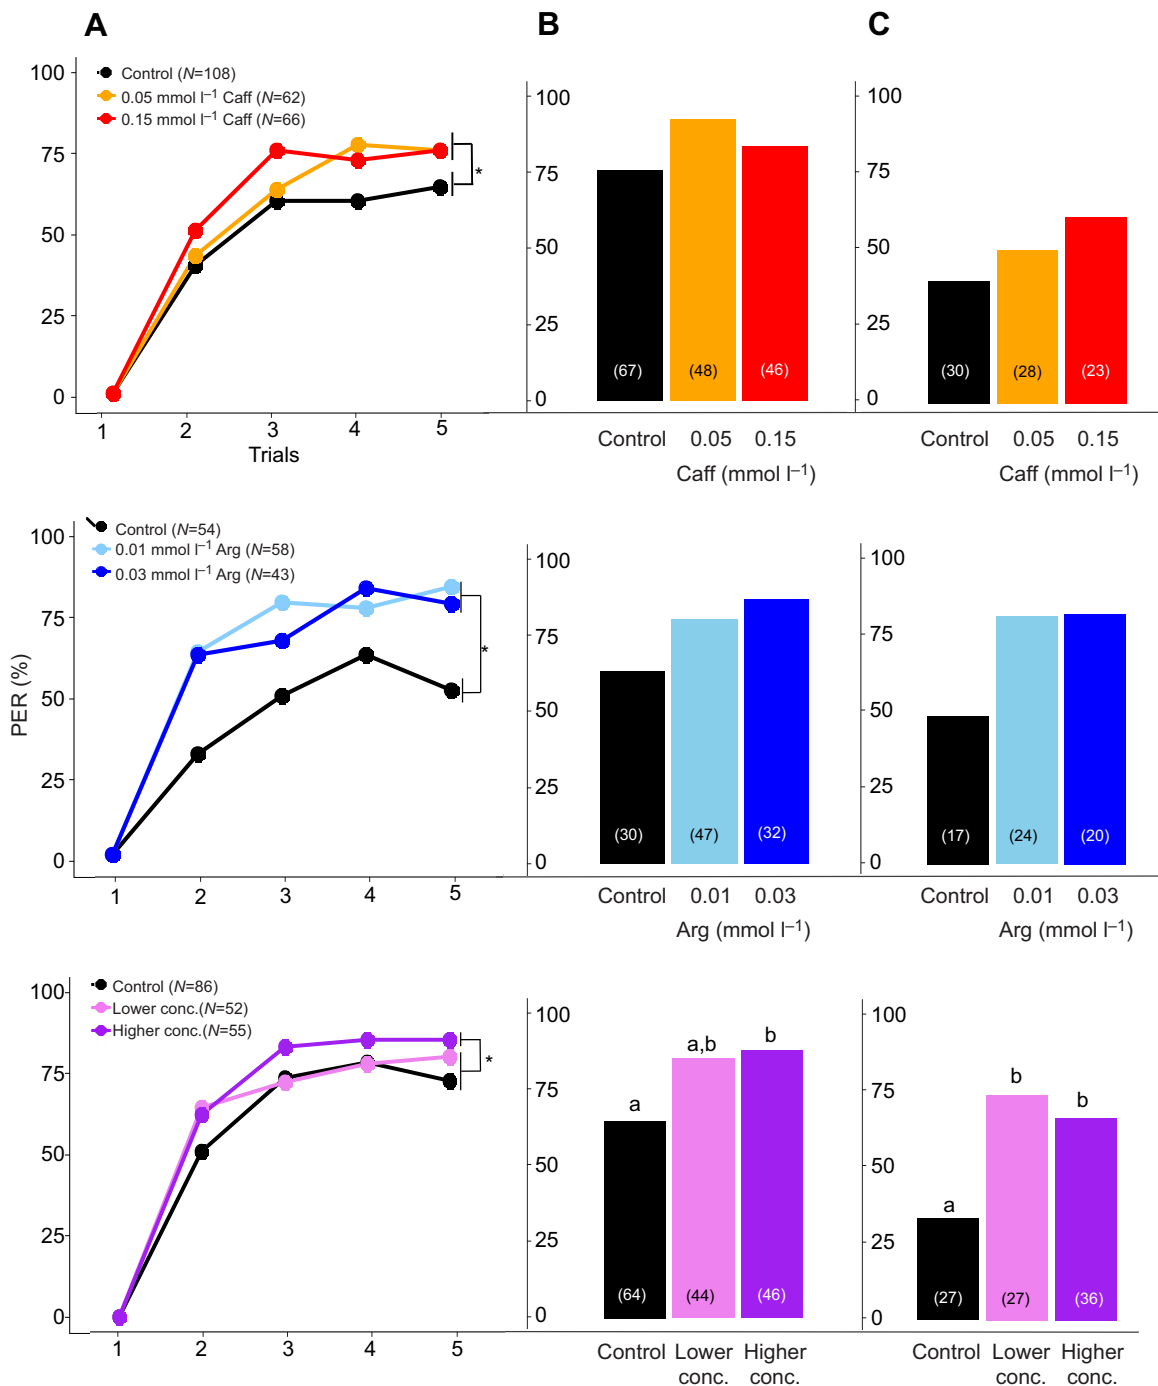 A B C
100
75
50
25
0
Control (N=108)
0.05 mmol l–1 Caff (N=62)
0.15 mmol l–1 Caff (N=66)
*
1 2 3 4 5
Trials
100
75
50
25
0
(67) (48) (46)
Control 0.05 0.15
Caff (mmol l–1)
100
75
50
25
0
(30) (28) (23)
Control 0.05 0.15
Caff (mmol l–1)
PER (%)
100
75
50
25
0
Control (N=54)
0.01 mmol l–1 Arg (N=58)
0.03 mmol l–1 Arg (N=43)
*
1 2 3 4 5
100
75
50
25
0
(30) (47) (32)
Control 0.01 0.03
Arg (mmol l–1)
100
75
50
25
0
(17) (24) (20)
Control 0.01 0.03
Arg (mmol l–1)
100
75
50
25
0
Control (N=86)
Lower conc.(N=52)
Higher conc.(N=55)
*
1 2 3 4 5
100
75
50
25
0
a a,b b
(64) (44) (46)
Control Lower Higher
conc. conc.
100
75
50
25
0
a b b
(27) (27) (36)
Control Lower Higher
conc. conc.